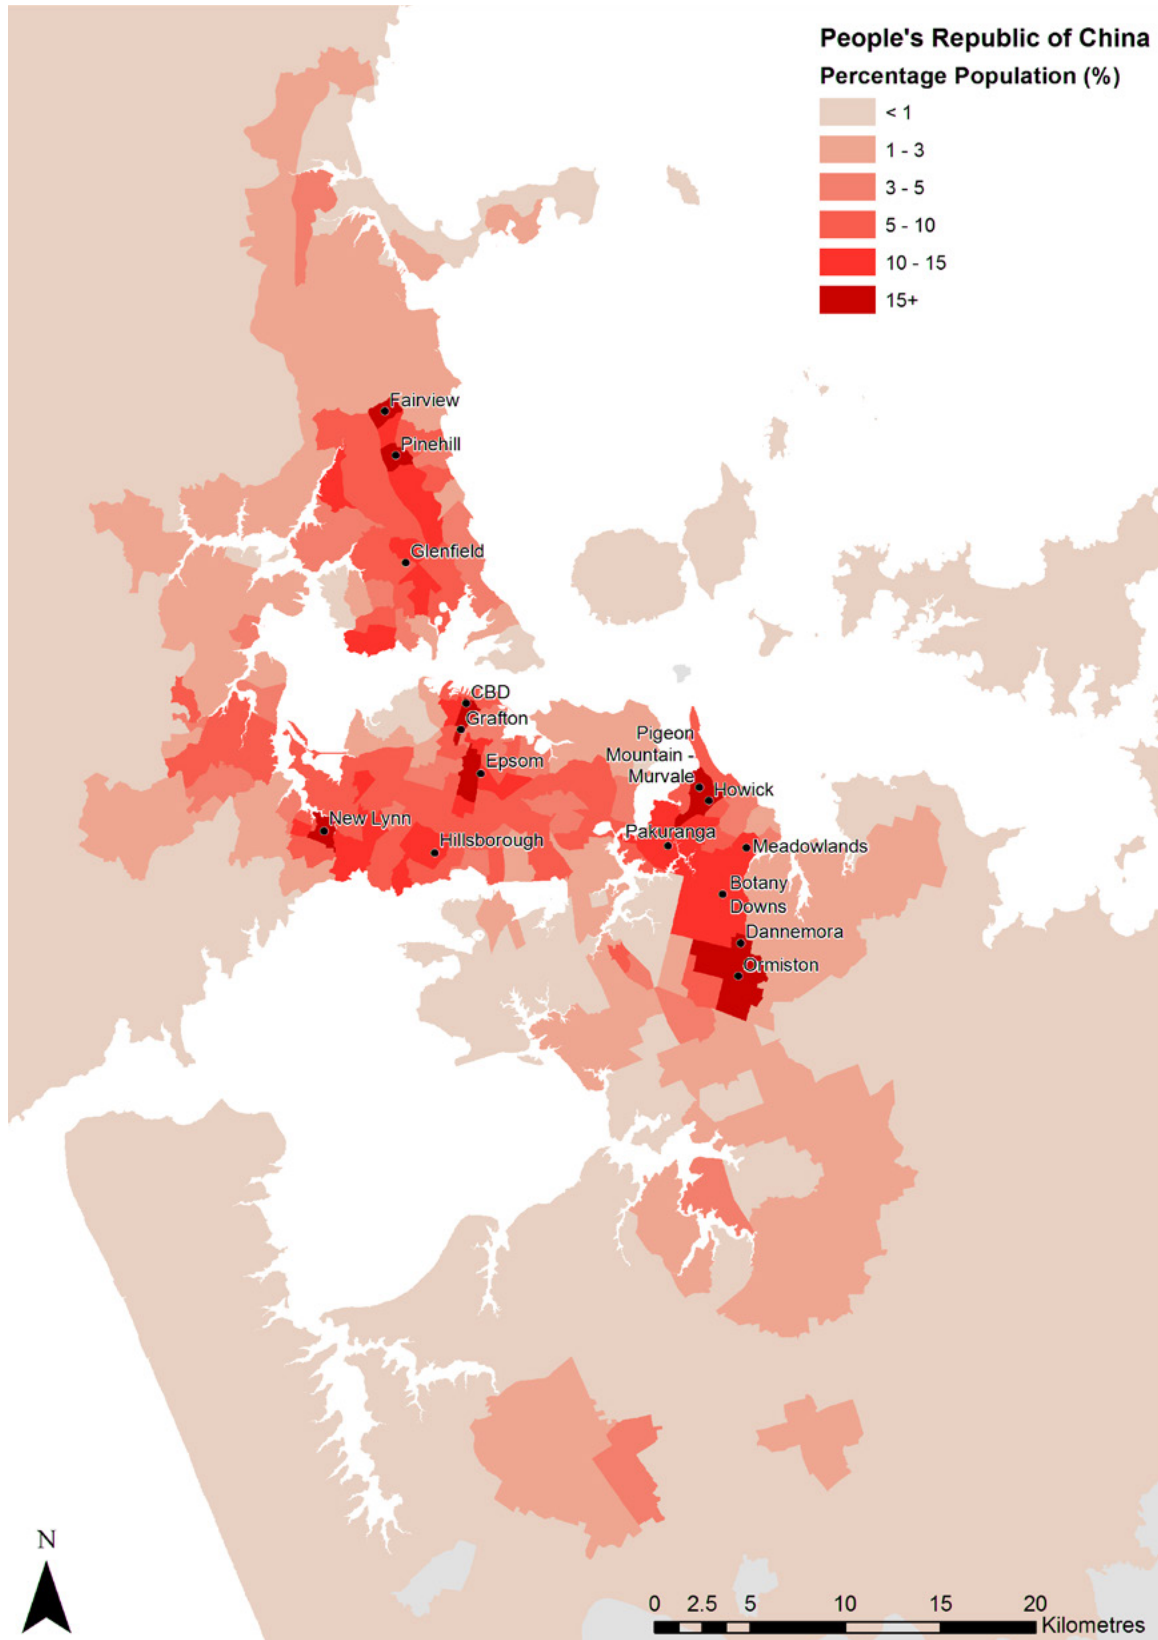 People's Republic of China
Percentage Population (%)
< 1
1 - 3
3 - 5
5 - 10
10 - 15
15+
Fairview
Pinehill
Glenfield
CBD
Grafton
Pigeon
Mountain -
Murvale
Epsom
Howick
New Lynn
Hillsborough
Pakuranga
Meadowlands
Botany
Downs
Dannemora
Ormiston
N
0 2.5 5 10 15 20
Kilometres